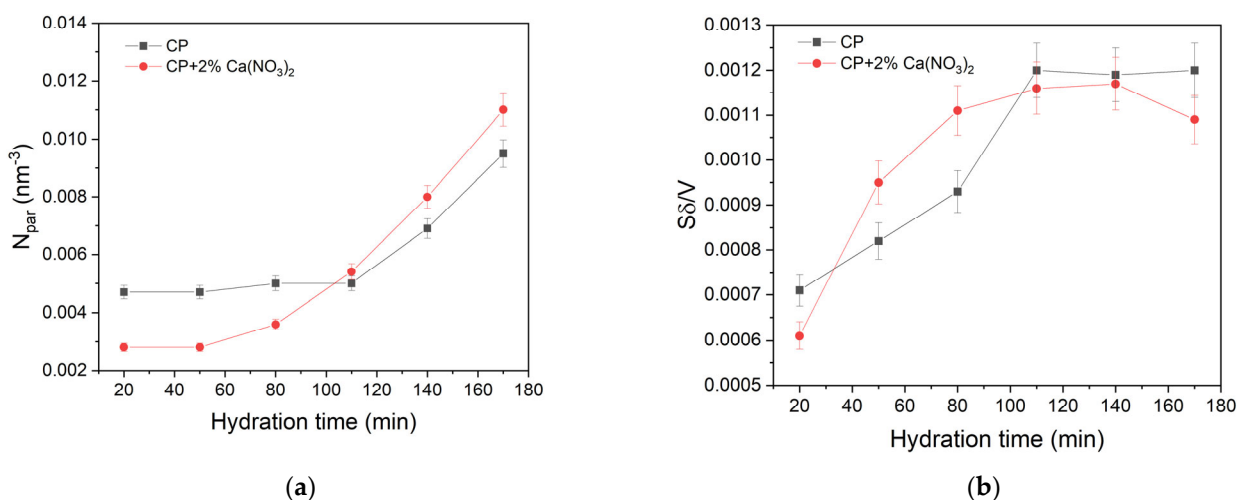 0.014
0.012
0.010
0.008
0.006
0.004
0.002
N_par (nm⁻³)
CP
CP+2% Ca(NO₃)₂
20 40 60 80 100 120 140 160 180
Hydration time (min)
(a)
0.0013
0.0012
0.0011
0.0010
0.0009
0.0008
0.0007
0.0006
0.0005
Sδ/V
CP
CP+2% Ca(NO₃)₂
20 40 60 80 100 120 140 160 180
Hydration time (min)
(b)